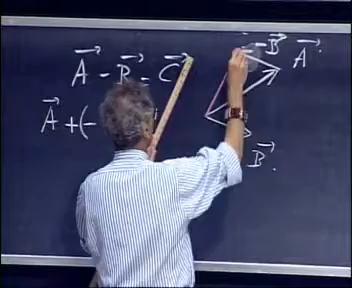 A⃗ - B⃗ = C⃗
A⃗ + (-
-B⃗
A⃗
B⃗